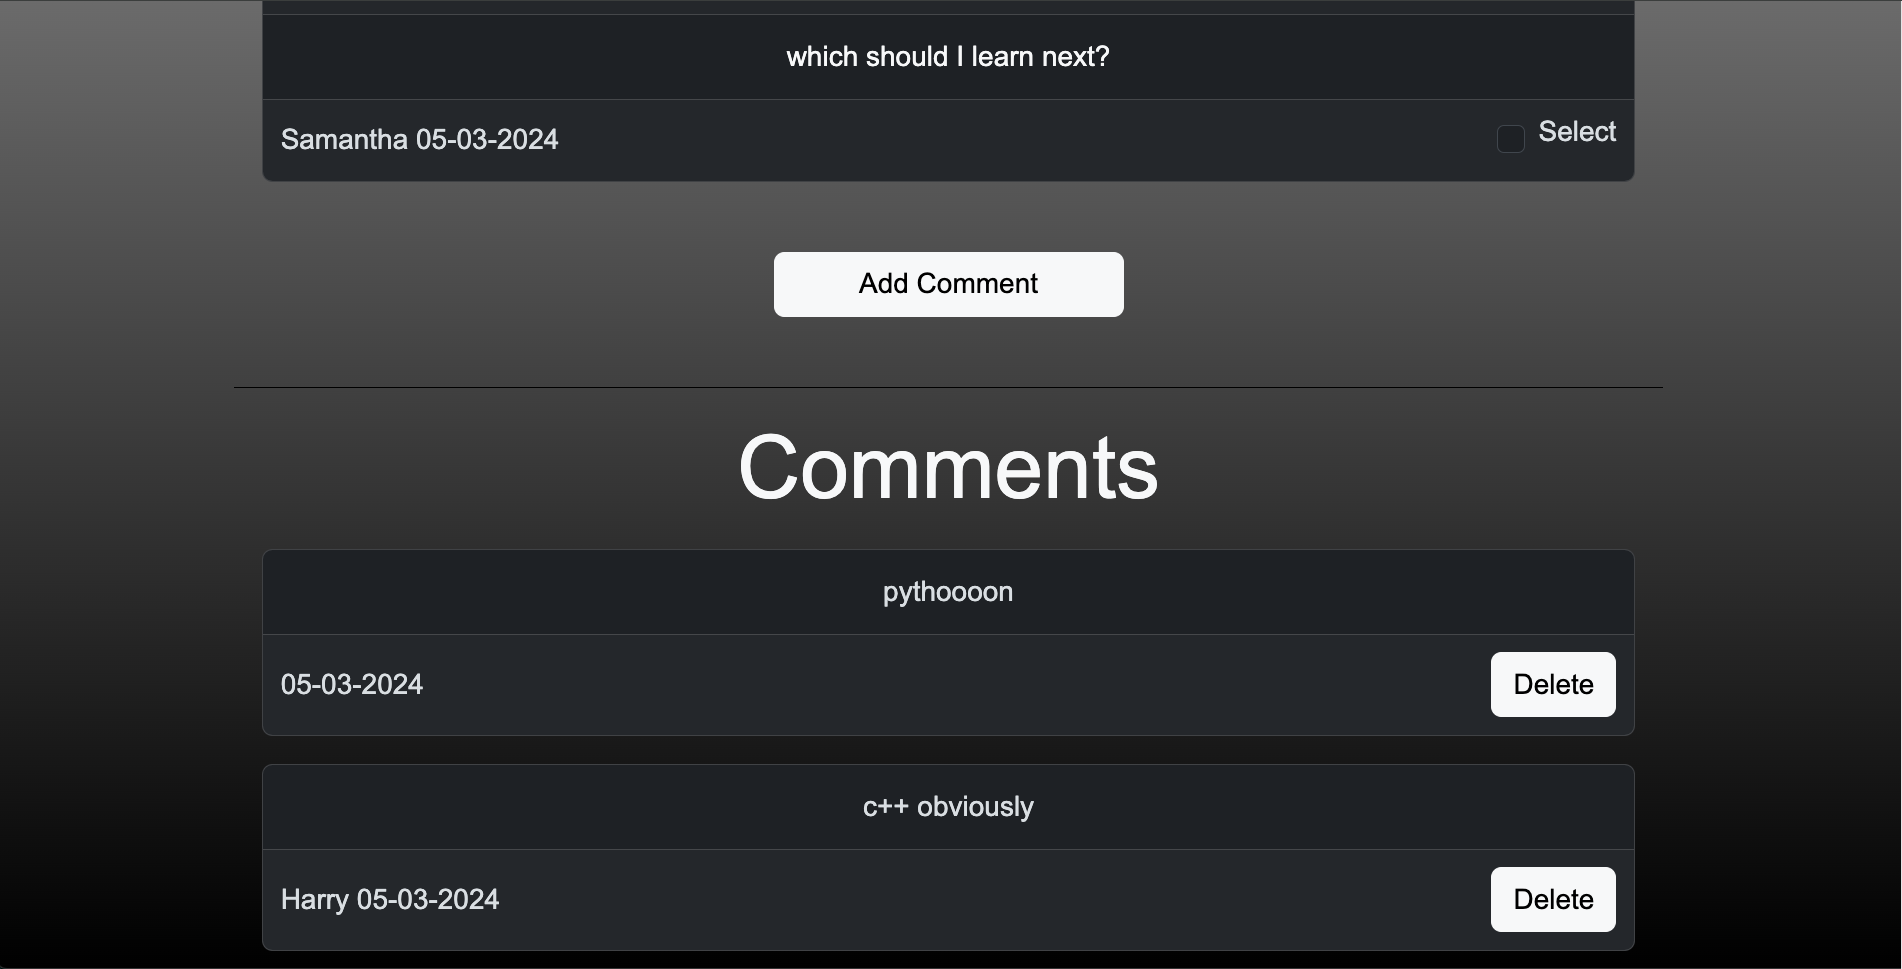 which should I learn next?
Samantha 05-03-2024
Select
Add Comment
Comments
pythoooon
05-03-2024
Delete
c++ obviously
Harry 05-03-2024
Delete